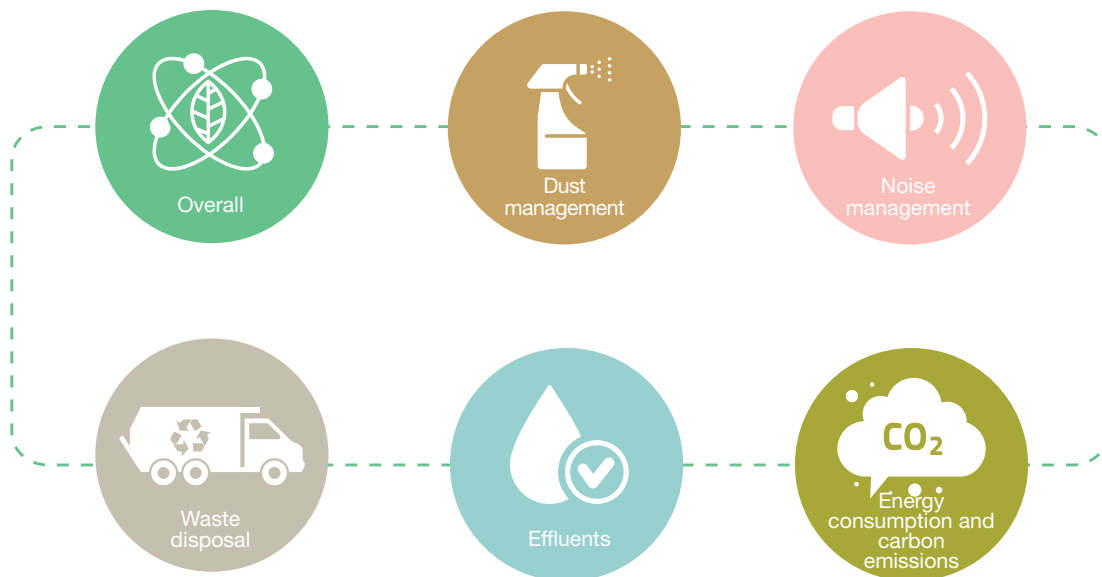 Overall
Dust
management
Noise
management
Waste
disposal
Effluents
CO₂
Energy
consumption and
carbon
emissions